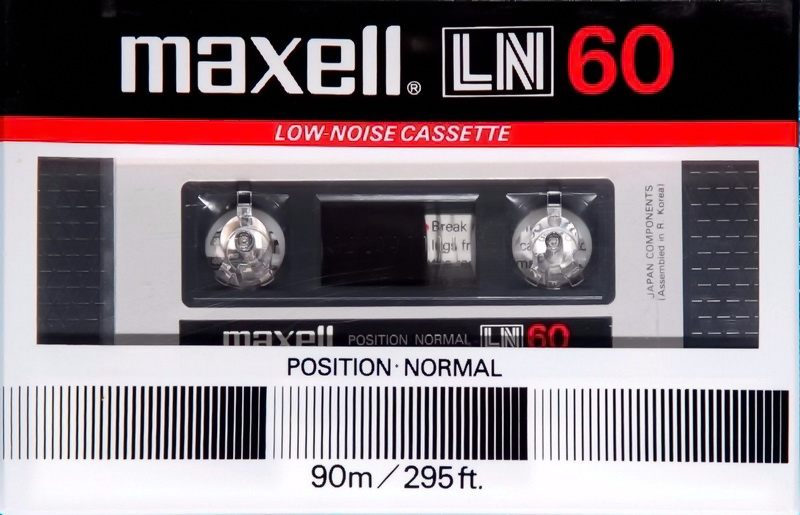 maxell® LN 60
LOW-NOISE CASSETTE
Break
JAPAN COMPONENTS
(Assembled in R. Korea)
maxell POSITION NORMAL LN 60
POSITION·NORMAL
90m/295ft.